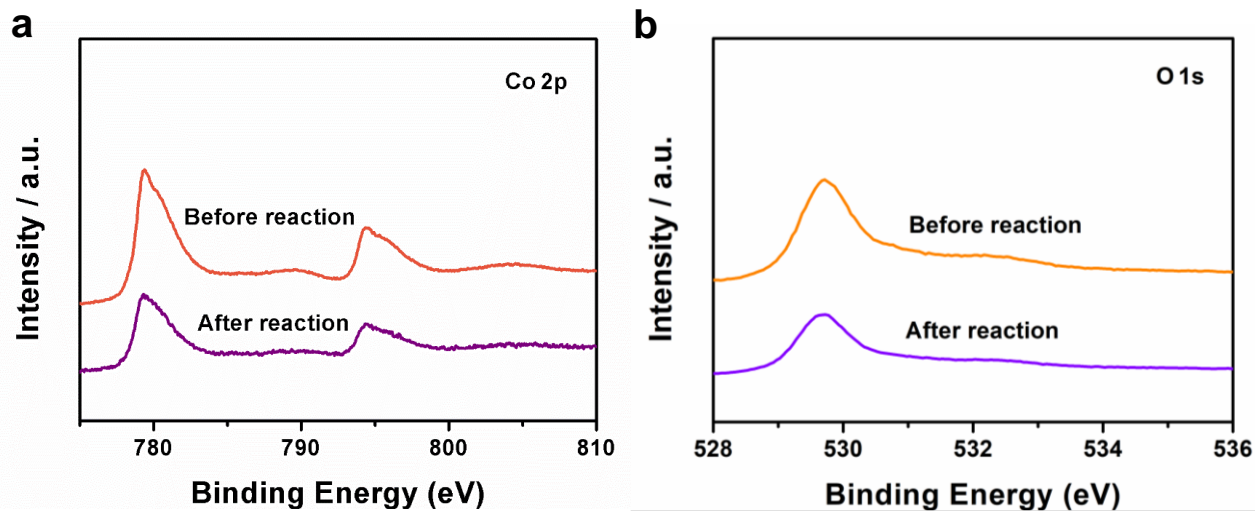 a
Co 2p
Before reaction
After reaction
Intensity / a.u.
780 790 800 810
Binding Energy (eV)
b
O 1s
Before reaction
After reaction
Intensity / a.u.
528 530 532 534 536
Binding Energy (eV)